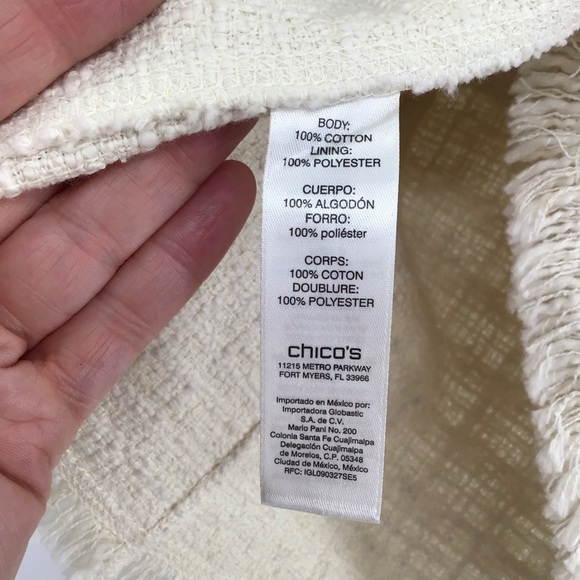 BODY:
100% COTTON
LINING:
100% POLYESTER
CUERPO:
100% ALGODÓN
FORRO:
100% poliéster
CORPS:
100% COTON
DOUBLURE:
100% POLYESTER
chico's
11215 METRO PARKWAY
FORT MYERS, FL 33966
Importado en México por:
Importadora Globastic
S.A. de C.V.
Mario Pani No. 200
Colonia Santa Fe Cuajimalpa
Delegación Cuajimalpa
de Morelos, C.P. 05348
Ciudad de México, México
RFC: IGL090327SE5